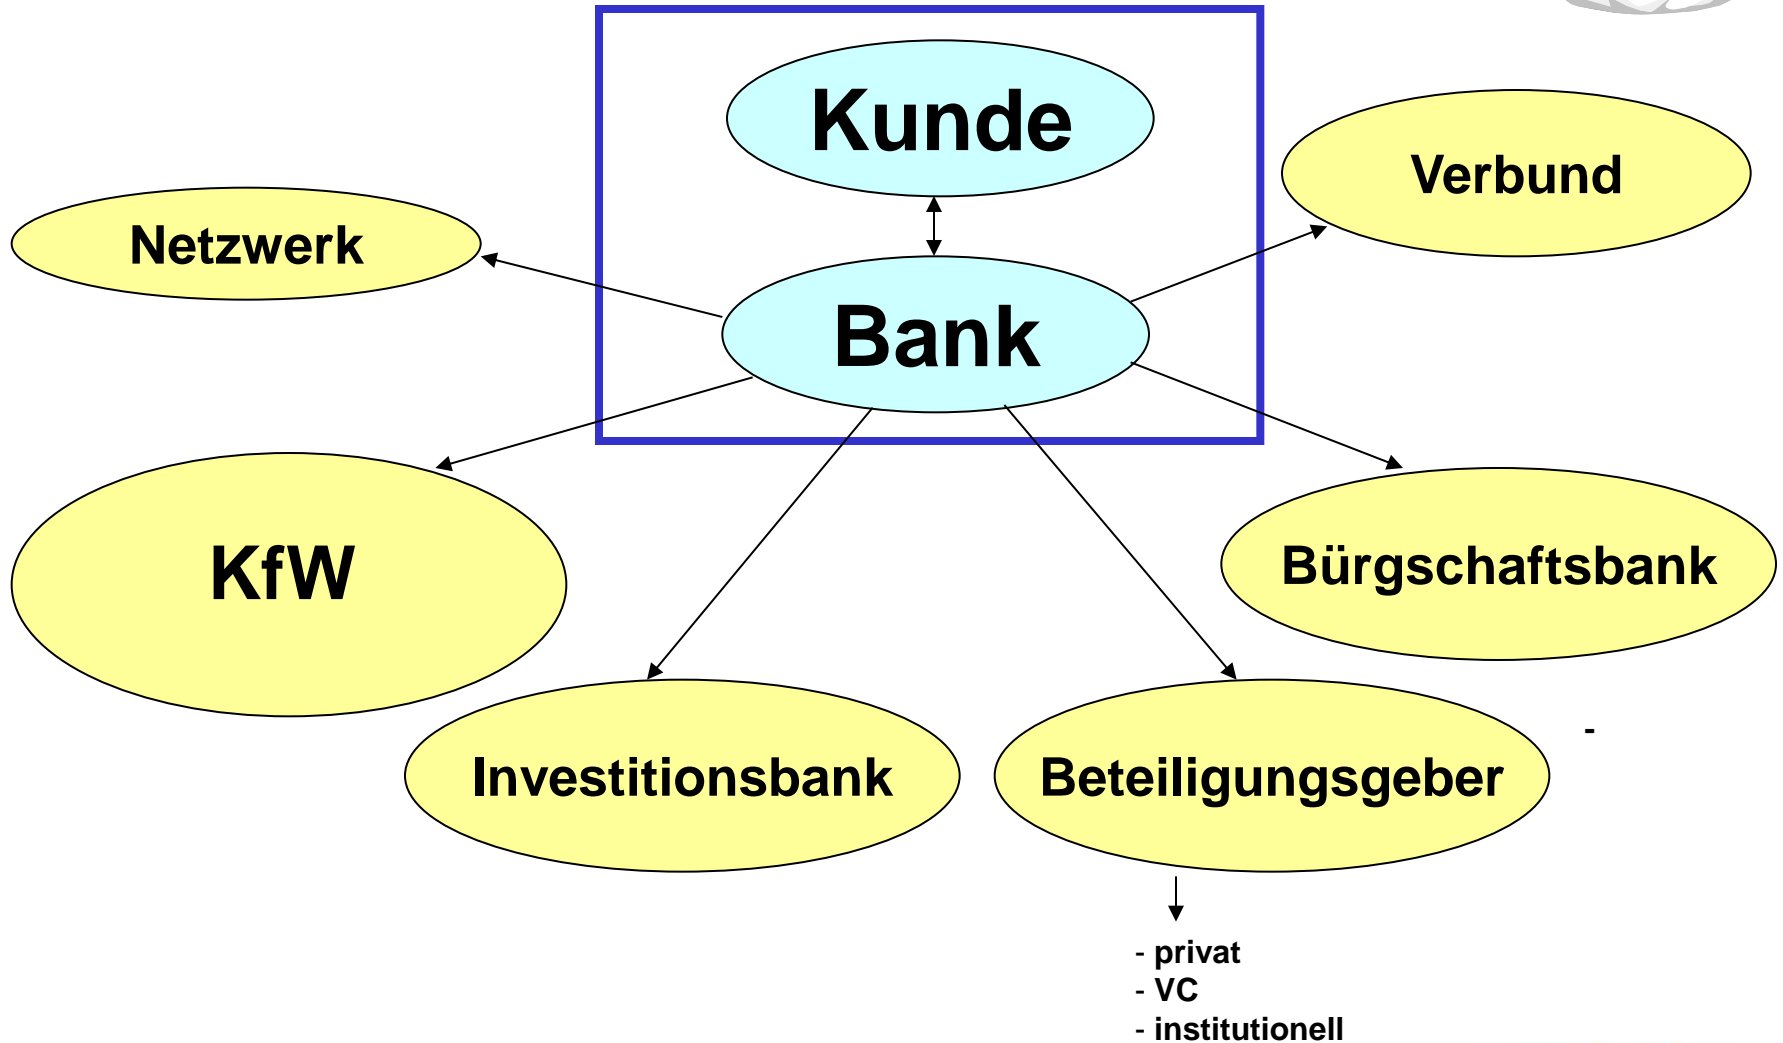 Kunde
Verbund
Netzwerk
Bank
KfW
Bürgschaftsbank
-
Investitionsbank
Beteiligungsgeber
- privat
- VC
- institutionell